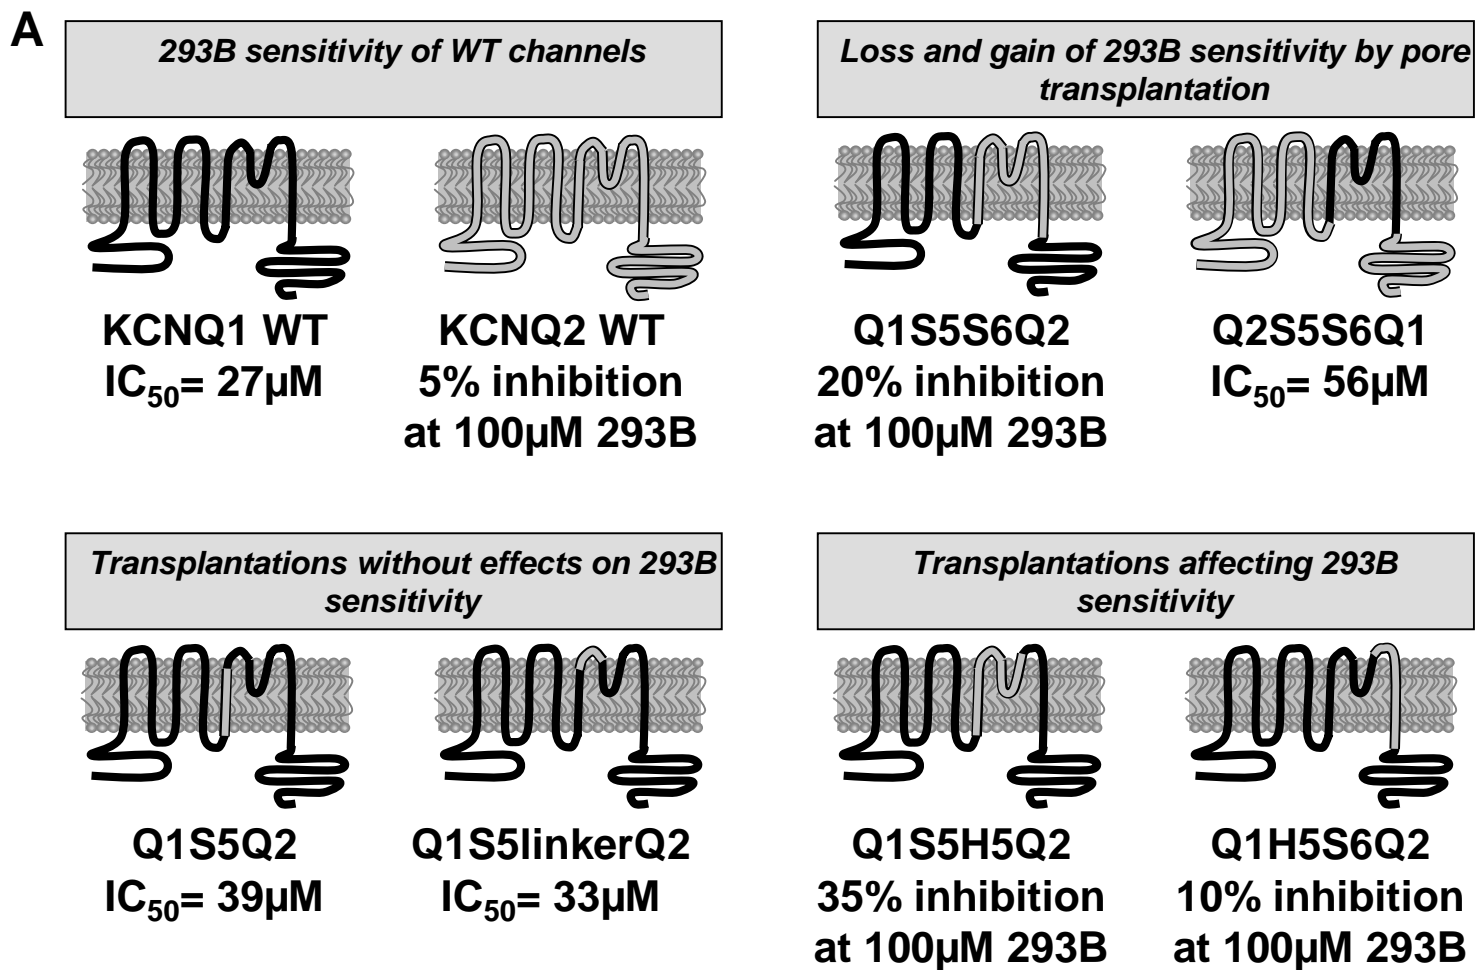 A
293B sensitivity of WT channels
KCNQ1 WT
IC50= 27µM
KCNQ2 WT
5% inhibition
at 100µM 293B
Loss and gain of 293B sensitivity by pore
transplantation
Q1S5S6Q2
20% inhibition
at 100µM 293B
Q2S5S6Q1
IC50= 56µM
Transplantations without effects on 293B
sensitivity
Q1S5Q2
IC50= 39µM
Q1S5linkerQ2
IC50= 33µM
Transplantations affecting 293B
sensitivity
Q1S5H5Q2
35% inhibition
at 100µM 293B
Q1H5S6Q2
10% inhibition
at 100µM 293B